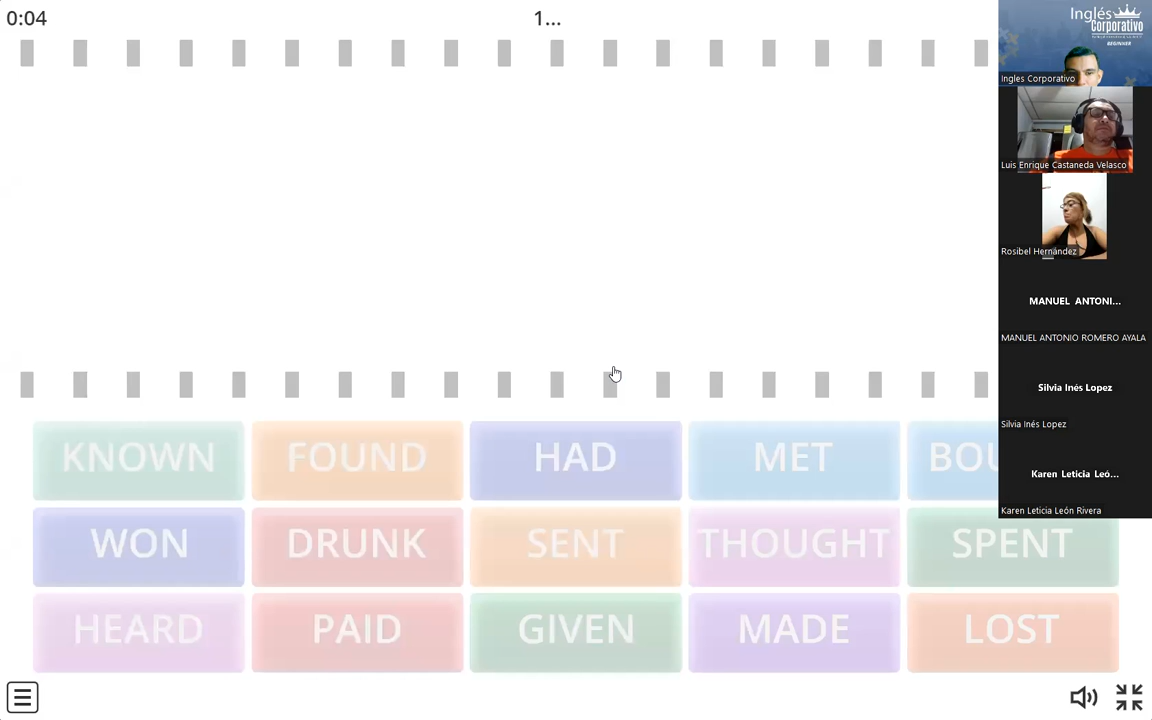 0:04
1...
Inglés
Corporativo
BEGINNER
Ingles Corporativo
Luis Enrique Castaneda Velasco
Rosibel Hernández
MANUEL ANTONI...
MANUEL ANTONIO ROMERO AYALA
Silvia Inés Lopez
Silvia Inés Lopez
Karen Leticia Leó...
Karen Leticia León Rivera
KNOWN FOUND HAD MET BOU
WON DRUNK SENT THOUGHT SPENT
HEARD PAID GIVEN MADE LOST